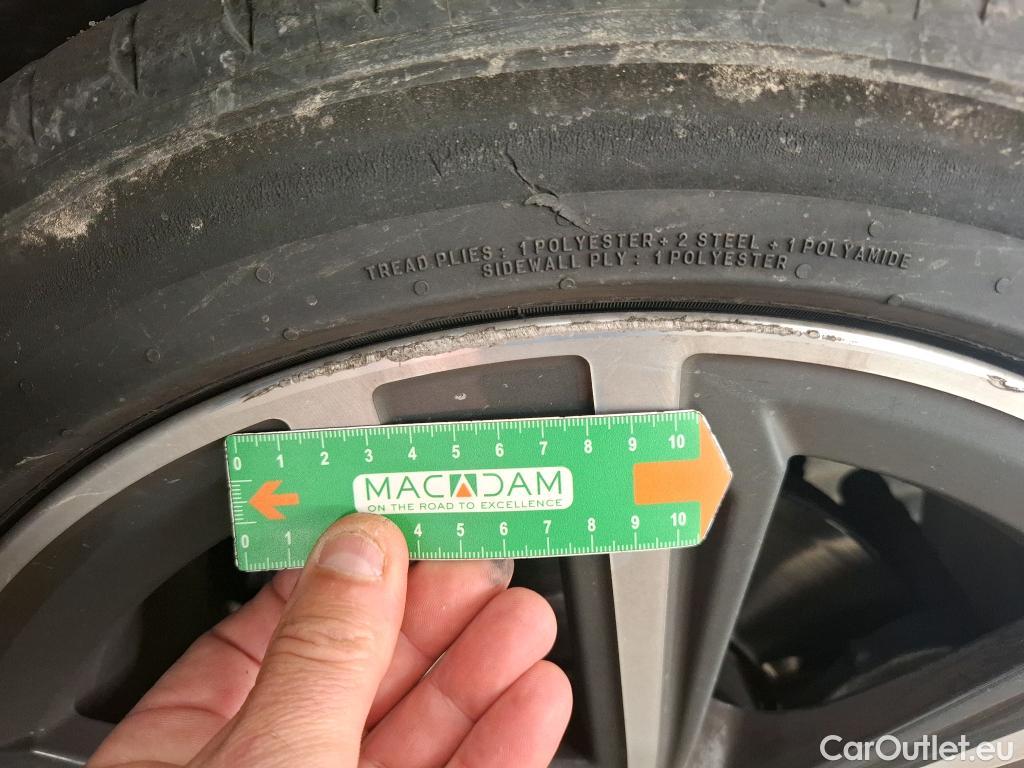 TREAD PLIES : 1 POLYESTER + 2 STEEL + 1 POLYAMIDE
SIDEWALL PLY : 1 POLYESTER
0 1 2 3 4 5 6 7 8 9 10
MACADAM
ON THE ROAD TO EXCELLENCE
0 1 4 5 6 7 8 9 10
CarOutlet.eu